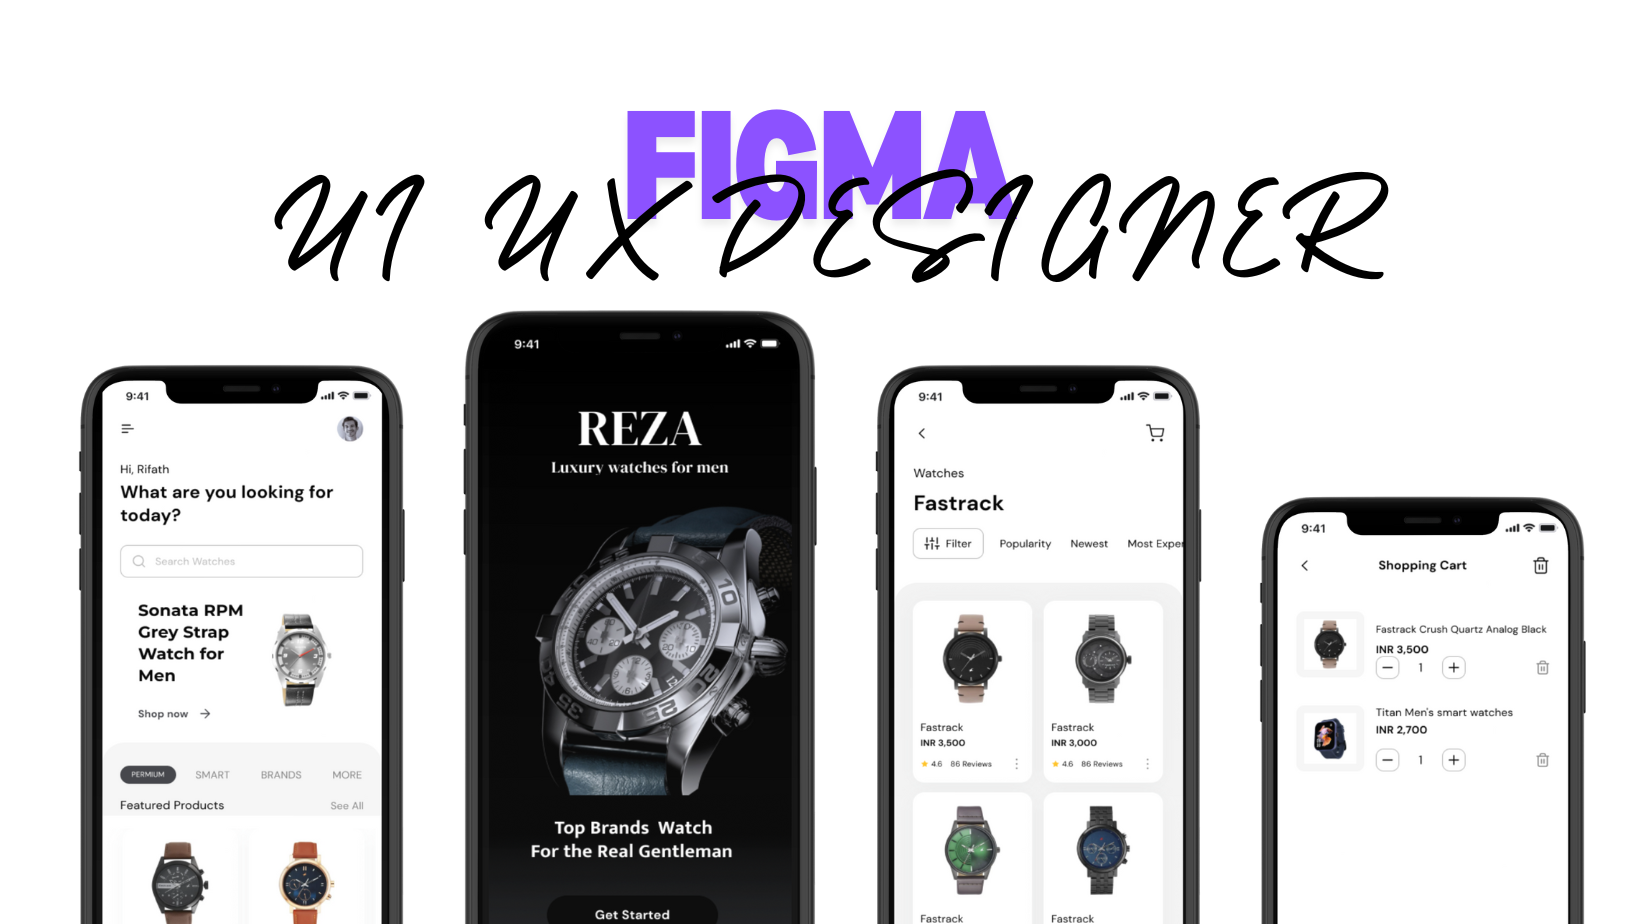 FIGMA
UI UX DESIGNER
9:41
Hi, Rifath
What are you looking for
today?
Search Watches
Sonata RPM
Grey Strap
Watch for
Men
Shop now
PERMIUM SMART BRANDS MORE
Featured Products See All
9:41
REZA
Luxury watches for men
10
20
25
35
Top Brands Watch
For the Real Gentleman
Get Started
9:41
Watches
Fastrack
Filter Popularity Newest Most Exper
Fastrack
INR 3,500
4.6 86 Reviews
Fastrack
INR 3,000
4.6 86 Reviews
Fastrack
Fastrack
9:41
Shopping Cart
Fastrack Crush Quartz Analog Black
INR 3,500
1
Titan Men's smart watches
INR 2,700
1